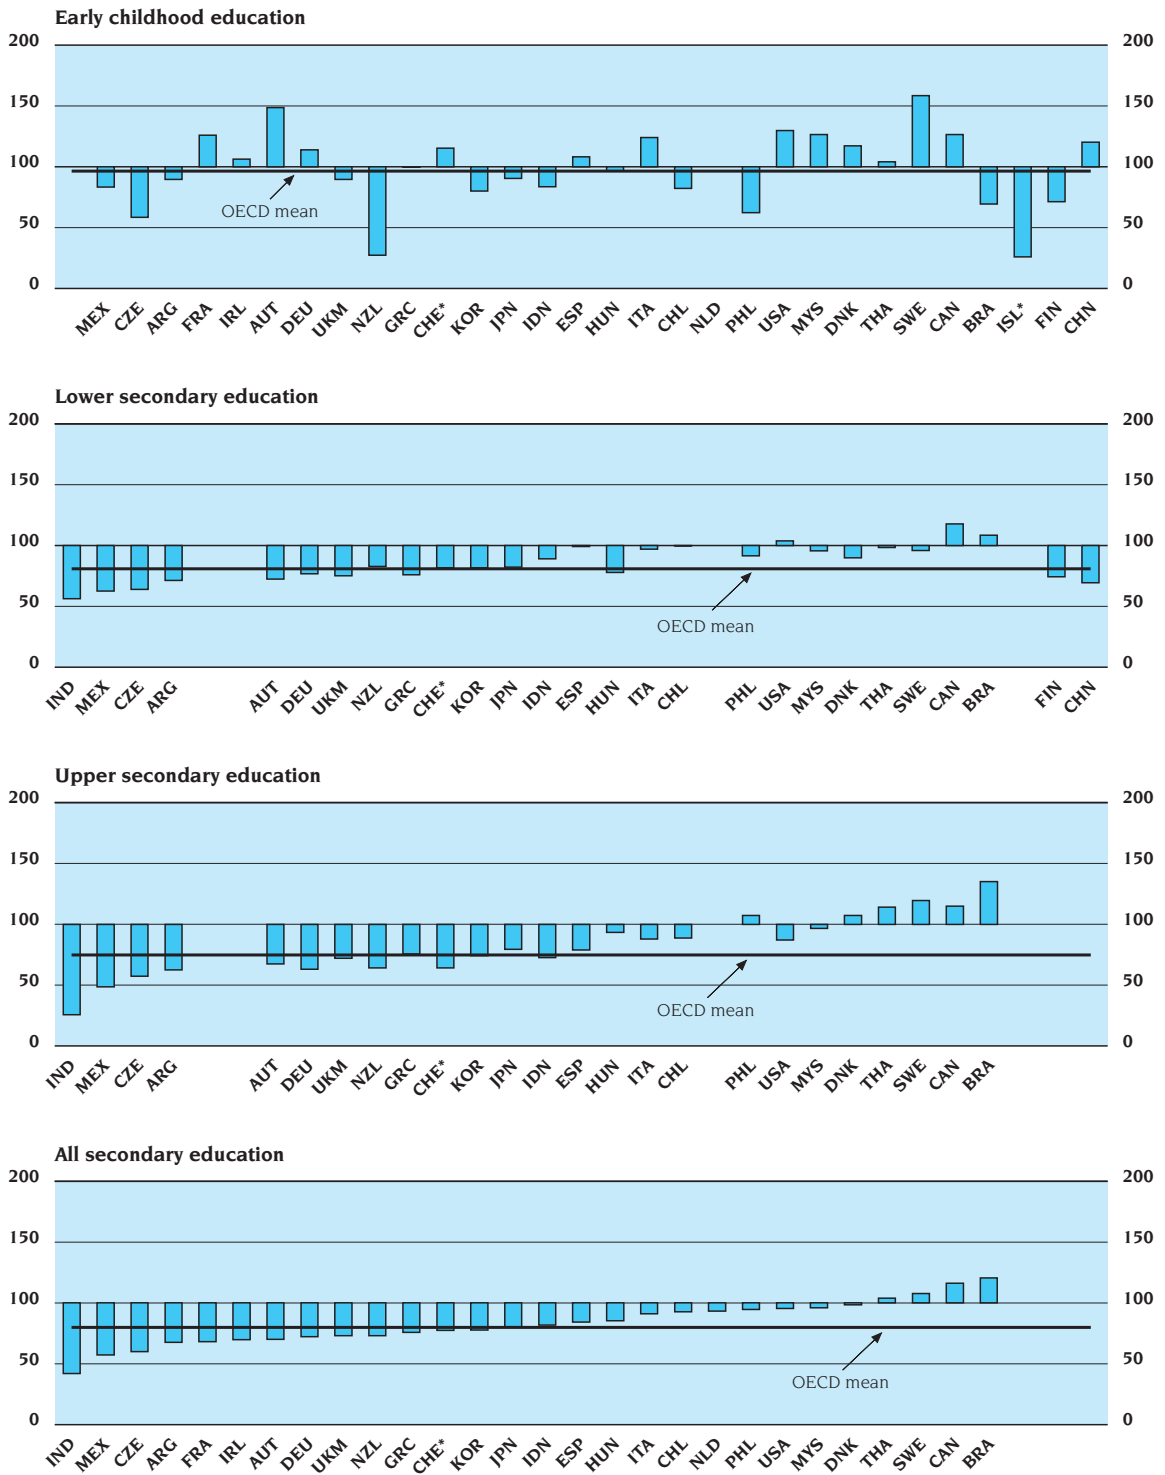 Early childhood education
200 200
150 150
100 100
OECD mean
50 50
0 0
MEX CZE ARG FRA IRL AUT DEU UKM NZL GRC CHE* KOR JPN IDN ESP HUN ITA CHL NLD PHL USA MYS DNK THA SWE CAN BRA ISL* FIN CHN
Lower secondary education
200 200
150 150
100 100
50 50
OECD mean
0 0
IND MEX CZE ARG AUT DEU UKM NZL GRC CHE* KOR JPN IDN ESP HUN ITA CHL PHL USA MYS DNK THA SWE CAN BRA FIN CHN
Upper secondary education
200 200
150 150
100 100
50 50
OECD mean
0 0
IND MEX CZE ARG AUT DEU UKM NZL GRC CHE* KOR JPN IDN ESP HUN ITA CHL PHL USA MYS DNK THA SWE CAN BRA
All secondary education
200 200
150 150
100 100
50 50
OECD mean
0 0
IND MEX CZE ARG FRA IRL AUT DEU UKM NZL GRC CHE* KOR JPN IDN ESP HUN ITA CHL NLD PHL USA MYS DNK THA SWE CAN BRA